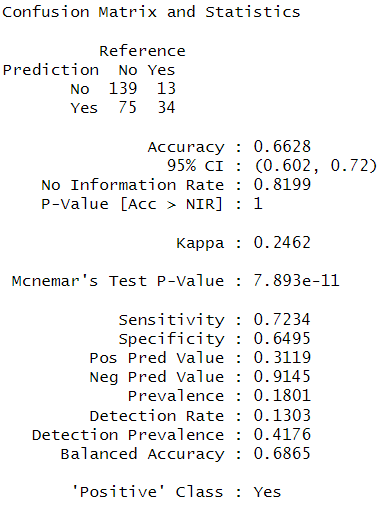 Confusion Matrix and Statistics
Reference
Prediction No Yes
No 139 13
Yes 75 34
Accuracy : 0.6628
95% CI : (0.602, 0.72)
No Information Rate : 0.8199
P-Value [Acc > NIR] : 1
Kappa : 0.2462
Mcnemar's Test P-Value : 7.893e-11
Sensitivity : 0.7234
Specificity : 0.6495
Pos Pred Value : 0.3119
Neg Pred Value : 0.9145
Prevalence : 0.1801
Detection Rate : 0.1303
Detection Prevalence : 0.4176
Balanced Accuracy : 0.6865
'Positive' Class : Yes